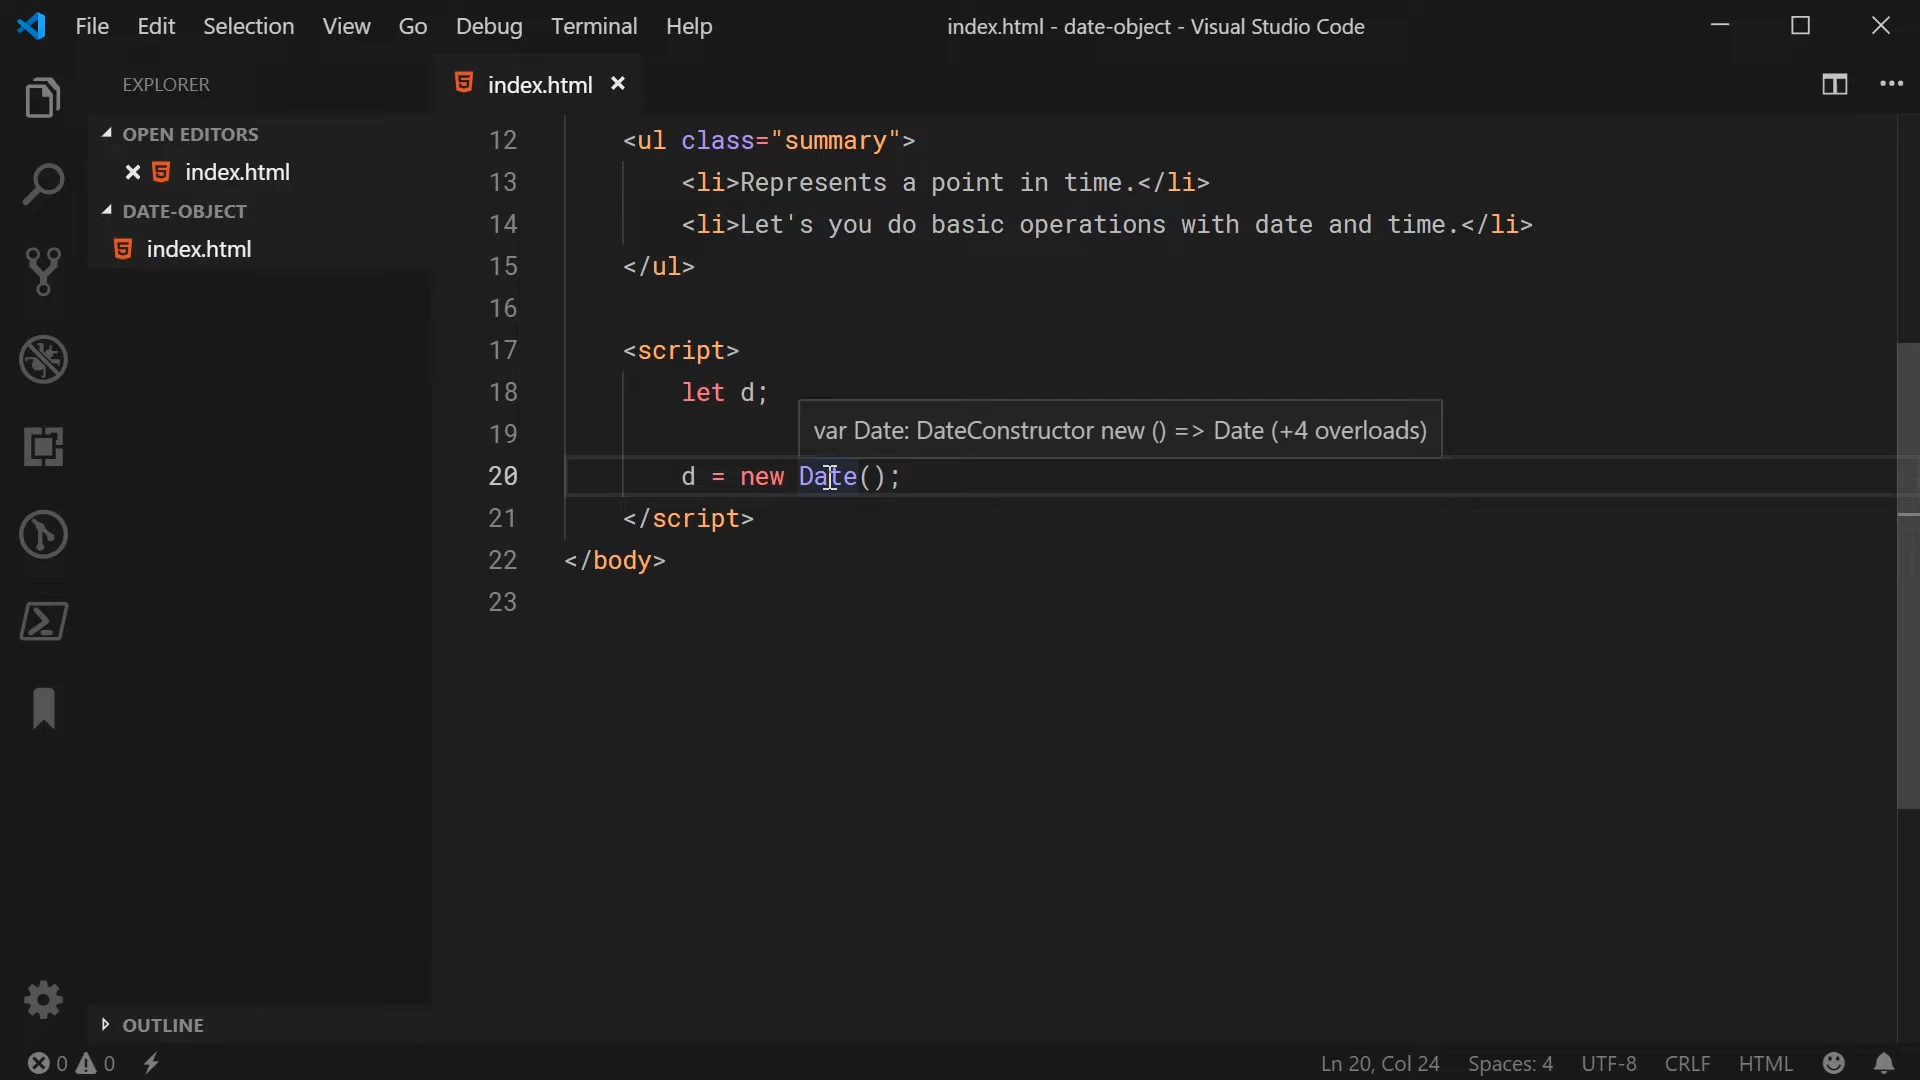 File Edit Selection View Go Debug Terminal Help index.html - date-object - Visual Studio Code
EXPLORER
OPEN EDITORS
index.html
DATE-OBJECT
index.html
OUTLINE
index.html
12 <ul class="summary">
13 <li>Represents a point in time.</li>
14 <li>Let's you do basic operations with date and time.</li>
15 </ul>
16
17 <script>
18 let d;
19
var Date: DateConstructor new () => Date (+4 overloads)
20 d = new Date();
21 </script>
22 </body>
23
0 0 Ln 20, Col 24 Spaces: 4 UTF-8 CRLF HTML